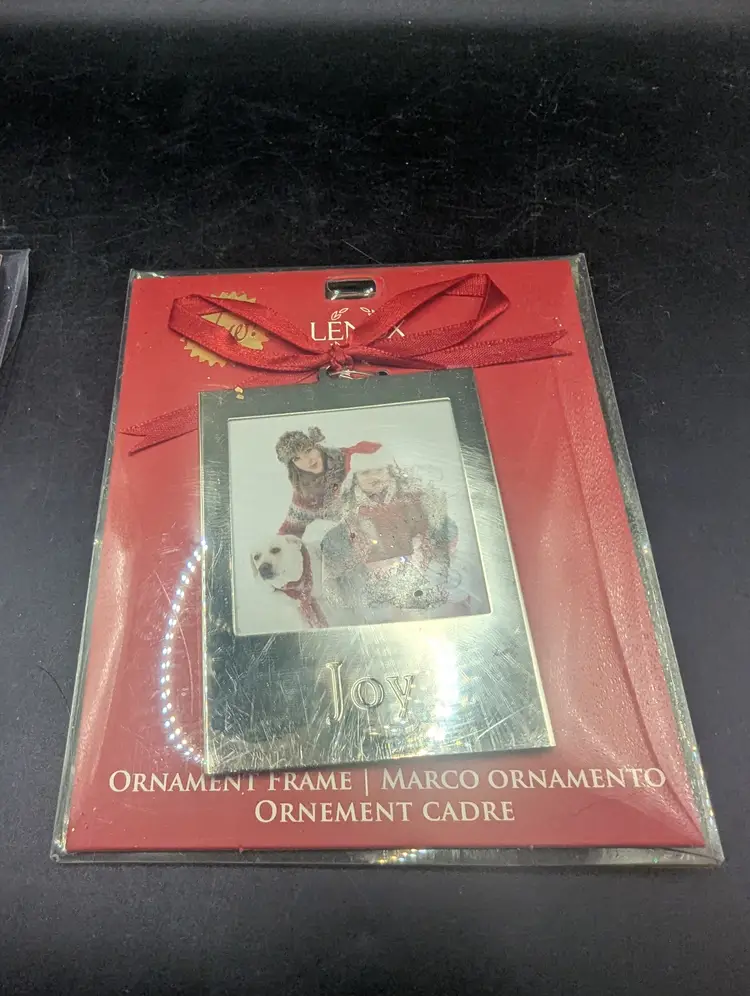 Joy
ORNAMENT FRAME | MARCO ORNAMENTO
ORNEMENT CADRE